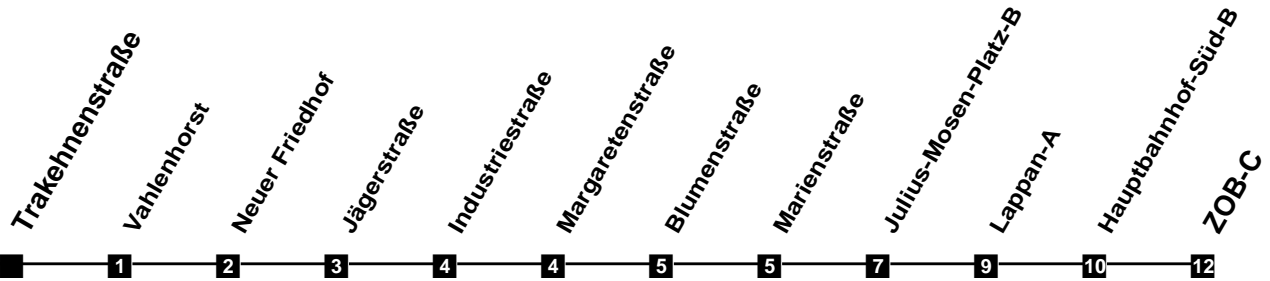 Trakehnenstraße
Vahlenhorst
Neuer Friedhof
Jägerstraße
Industriestraße
Margaretenstraße
Blumenstraße
Marienstraße
Julius-Mosen-Platz-B
Lappan-A
Hauptbahnhof-Süd-B
ZOB-C
1 2 3 4 4 5 5 7 9 10 12